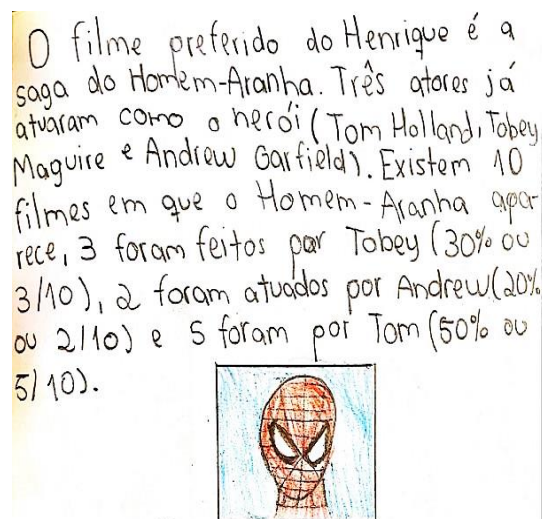 O filme preferido do Henrique é a
saga do Homem-Aranha. Três atores já
atuaram como o herói (Tom Holland, Tobey
Maguire e Andrew Garfield). Existem 10
filmes em que o Homem-Aranha apa-
rece, 3 foram feitos por Tobey (30% ou
3/10), 2 foram atuados por Andrew (20%
ou 2/10) e 5 foram por Tom (50% ou
5/10).